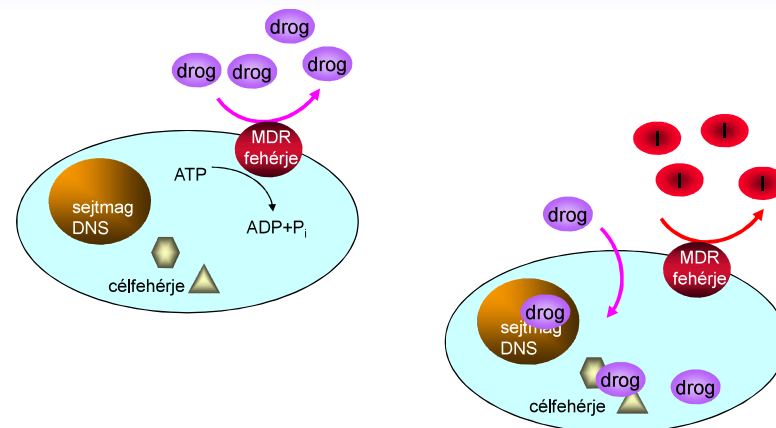 drog
drog
drog
drog
MDR
fehérje
ATP
sejtmag
DNS
ADP+Pi
célfehérje
I
I
I
I
drog
MDR
fehérje
drog
sejtmag
DNS
drog
drog
célfehérje